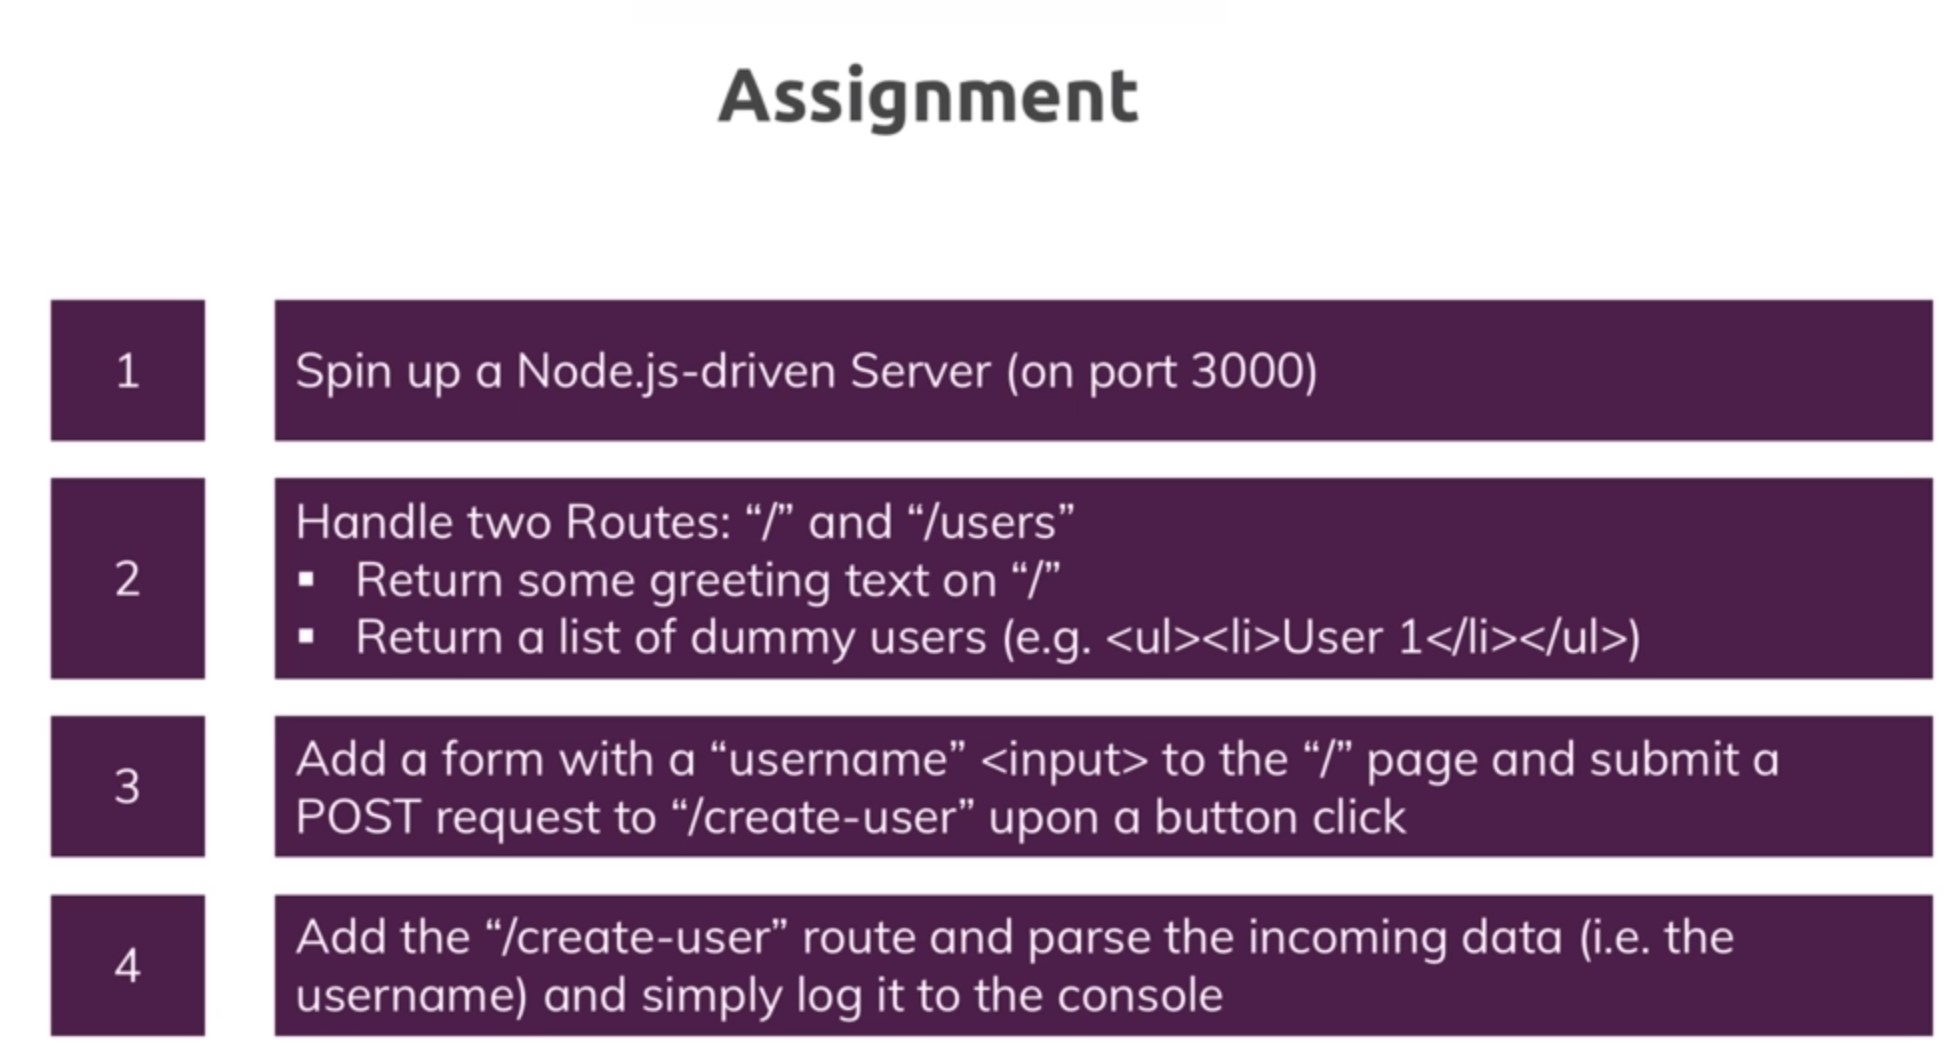 Assignment
1
Spin up a Node.js-driven Server (on port 3000)
2
Handle two Routes: “/” and “/users”
▪ Return some greeting text on “/”
▪ Return a list of dummy users (e.g. <ul><li>User 1</li></ul>)
3
Add a form with a “username” <input> to the “/” page and submit a
POST request to “/create-user” upon a button click
4
Add the “/create-user” route and parse the incoming data (i.e. the
username) and simply log it to the console